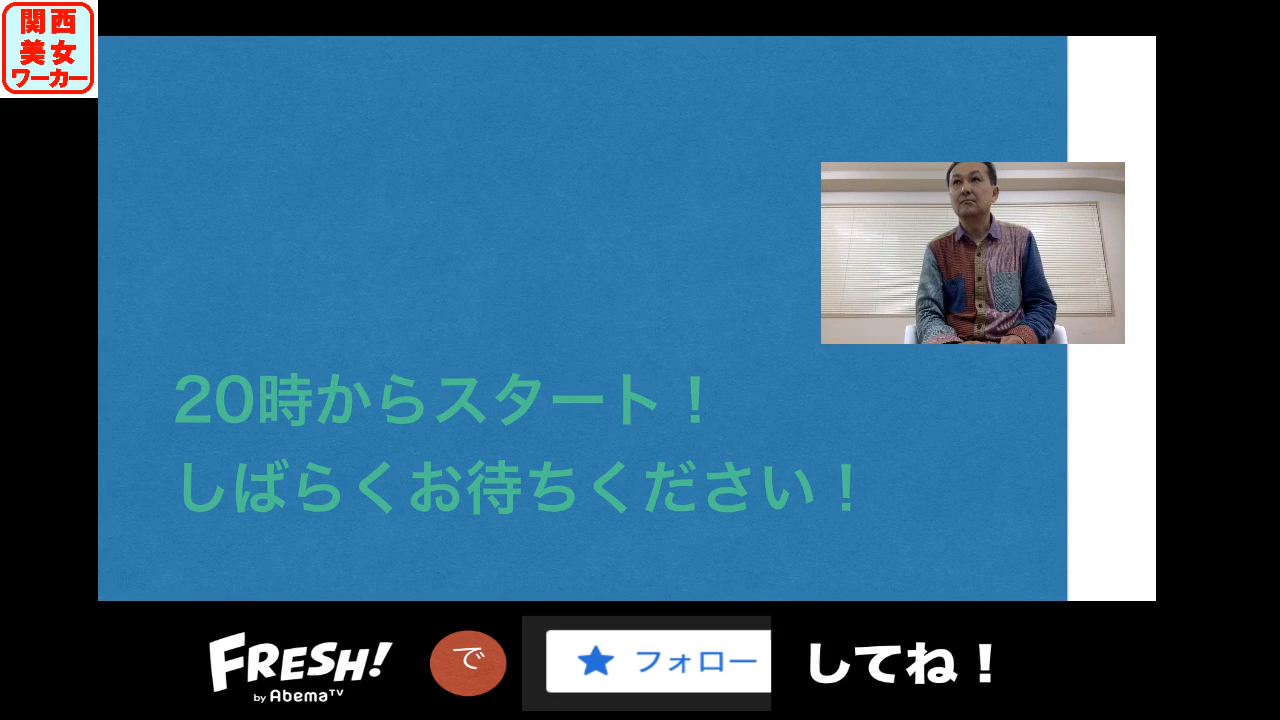 関西
美女
ワーカー
20時からスタート！
しばらくお待ちください！
FRESH! で フォロー してね！
by AbemaTV